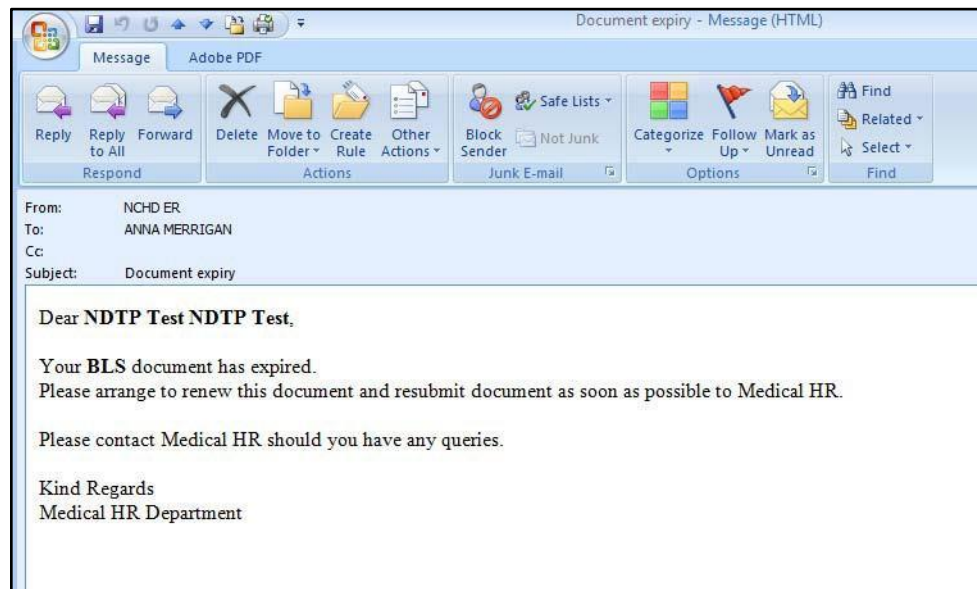 Document expiry - Message (HTML)
Message Adobe PDF
Reply Reply to All Forward Delete Move to Folder Create Rule Other Actions Block Sender Safe Lists Not Junk Categorize Follow Up Mark as Unread Find Related Select
Respond Actions Junk E-mail Options Find
From: NCHD ER
To: ANNA MERRIGAN
Cc:
Subject: Document expiry
Dear NDTP Test NDTP Test,
Your BLS document has expired.
Please arrange to renew this document and resubmit document as soon as possible to Medical HR.
Please contact Medical HR should you have any queries.
Kind Regards
Medical HR Department